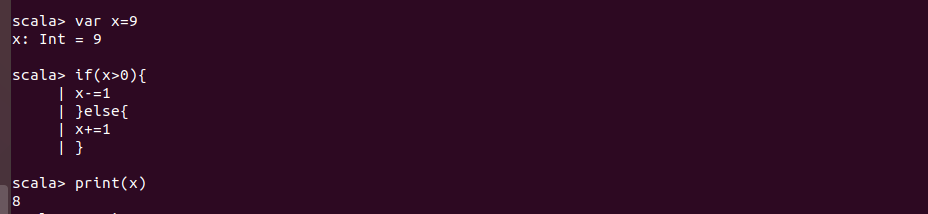 scala> var x=9
x: Int = 9
scala> if(x>0){
     | x-=1
     | }else{
     | x+=1
     | }
scala> print(x)
8